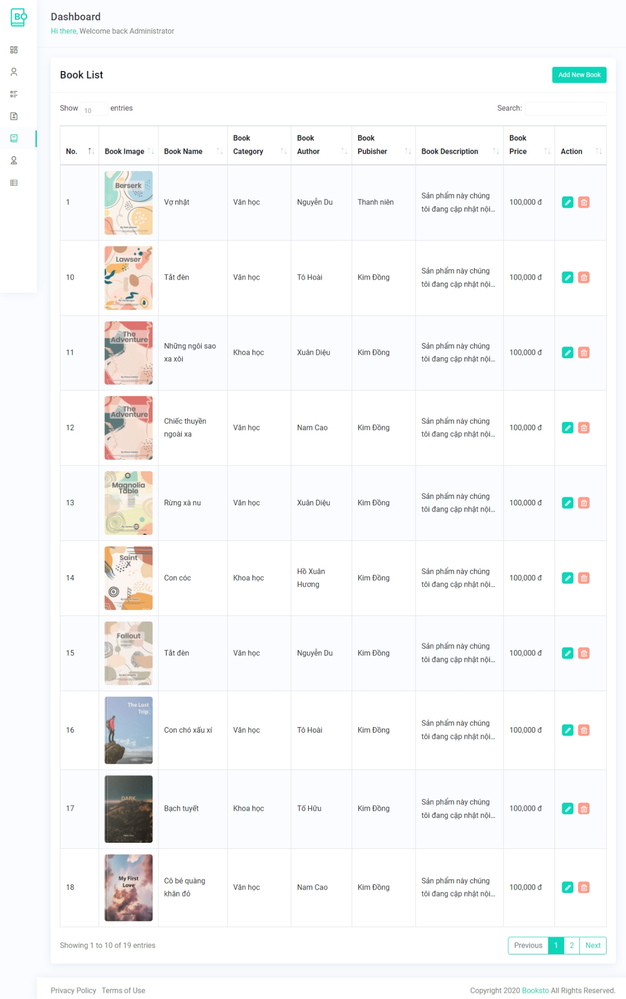 BO
Dashboard
Hi there, Welcome back Administrator
Book List
Add New Book
Show 10 entries
Search:
No. Book Image Book Name Book Category Book Author Book Pubisher Book Description Book Price Action
Berserk
1 Vợ nhặt Văn học Nguyễn Du Thanh niên Sản phẩm này chúng tôi đang cập nhật nội... 100,000 đ
Lawser
10 Tắt đèn Văn học Tô Hoài Kim Đồng Sản phẩm này chúng tôi đang cập nhật nội... 100,000 đ
The Adventure
11 Những ngôi sao xa xôi Khoa học Xuân Diệu Kim Đồng Sản phẩm này chúng tôi đang cập nhật nội... 100,000 đ
The Adventure
12 Chiếc thuyền ngoài xa Văn học Nam Cao Kim Đồng Sản phẩm này chúng tôi đang cập nhật nội... 100,000 đ
Magnolia Table
13 Rừng xà nu Văn học Xuân Diệu Kim Đồng Sản phẩm này chúng tôi đang cập nhật nội... 100,000 đ
Saint X
14 Con cóc Khoa học Hồ Xuân Hương Kim Đồng Sản phẩm này chúng tôi đang cập nhật nội... 100,000 đ
Fallout
15 Tắt đèn Văn học Nguyễn Du Kim Đồng Sản phẩm này chúng tôi đang cập nhật nội... 100,000 đ
The Lost Trip
16 Con chó xấu xí Văn học Tô Hoài Kim Đồng Sản phẩm này chúng tôi đang cập nhật nội... 100,000 đ
DARK
17 Bạch tuyết Khoa học Tố Hữu Kim Đồng Sản phẩm này chúng tôi đang cập nhật nội... 100,000 đ
My First Love
18 Cô bé quàng khăn đỏ Văn học Nam Cao Kim Đồng Sản phẩm này chúng tôi đang cập nhật nội... 100,000 đ
Showing 1 to 10 of 19 entries
Previous 1 2 Next
Privacy Policy Terms of Use
Copyright 2020 Booksto All Rights Reserved.